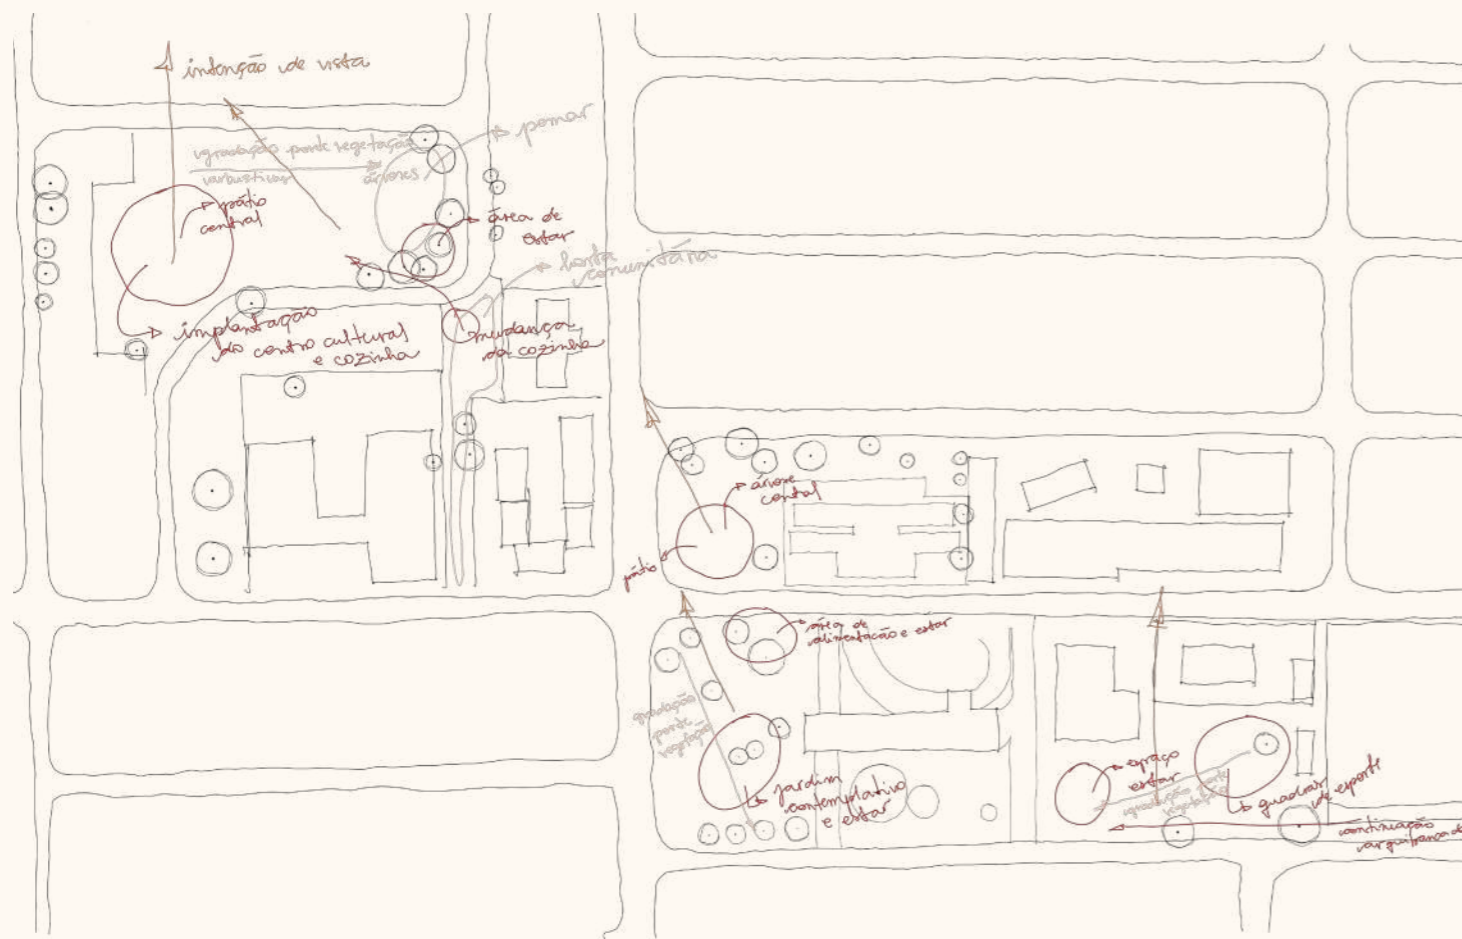 intenção de vista
pomar
gradação porte vegetação
arbustivas
árvores
pátio
central
área de
estar
horta
comunitária
implantação
do centro cultural
e cozinha
mudança
da cozinha
árvore
central
pátio
área de
alimentação e estar
gradação
porte
vegetação
jardim
contemplativo
e estar
espaço
estar
gradação porte
vegetação
quadras
de esporte
continuação